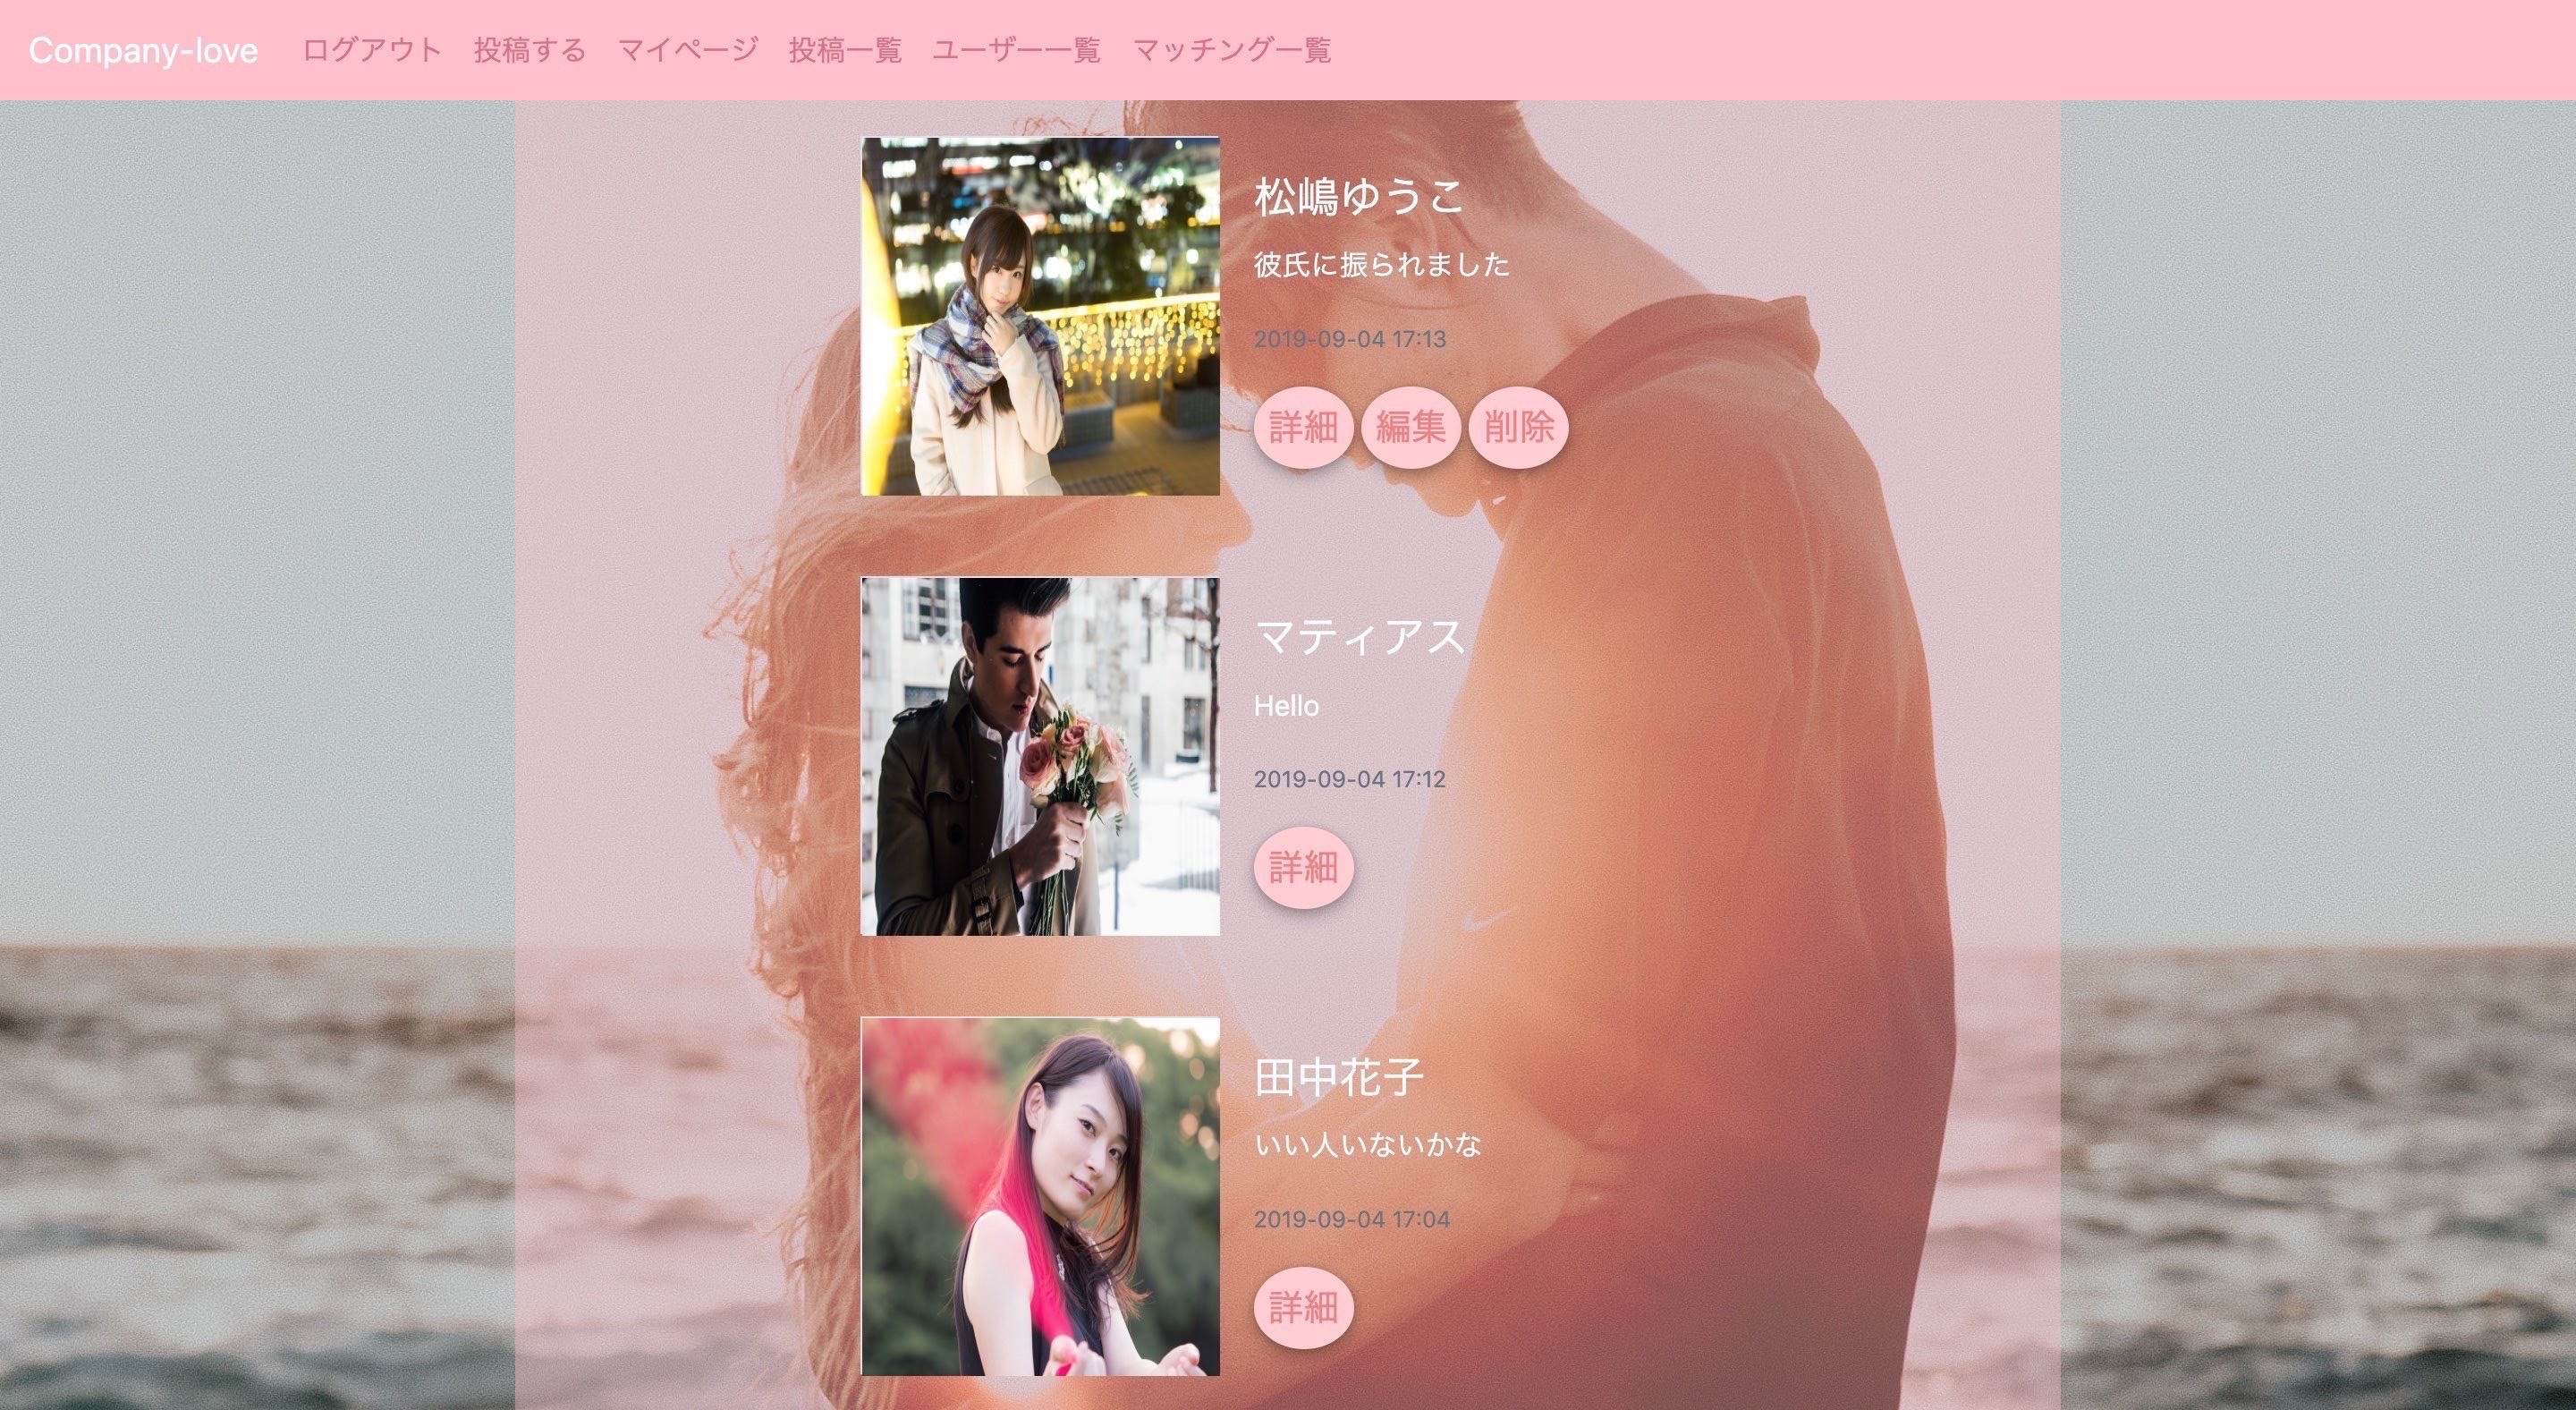 Company-love ログアウト 投稿する マイページ 投稿一覧 ユーザー一覧 マッチング一覧
松嶋ゆうこ
彼氏に振られました
2019-09-04 17:13
詳細 編集 削除
マティアス
Hello
2019-09-04 17:12
詳細
田中花子
いい人いないかな
2019-09-04 17:04
詳細